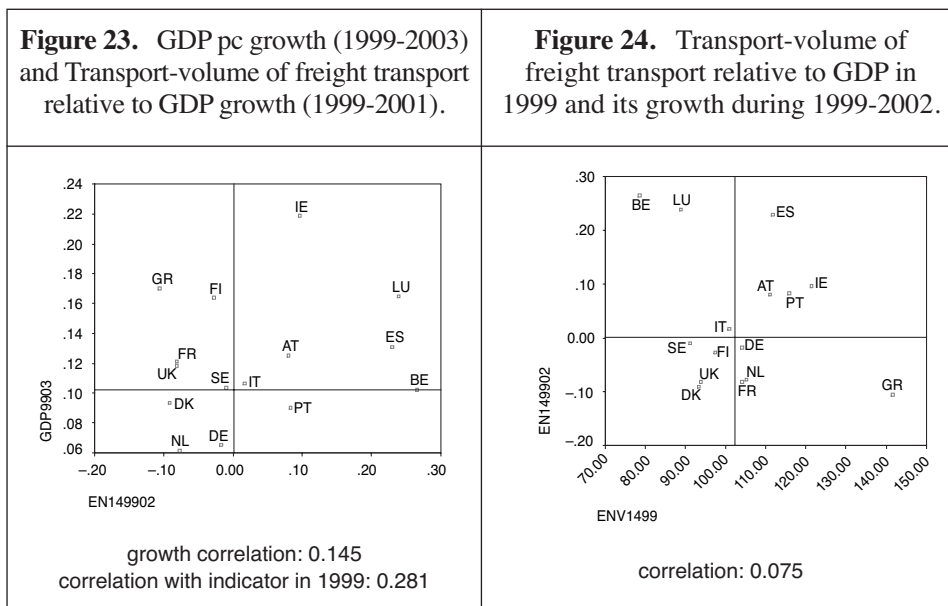 Figure 23. GDP pc growth (1999-2003)
and Transport-volume of freight transport
relative to GDP growth (1999-2001).
Figure 24. Transport-volume of
freight transport relative to GDP in
1999 and its growth during 1999-2002.
.24
.22
.20
.18
.16
.14
.12
.10
.08
.06
GDP9903
IE
GR
FI
LU
ES
AT
FR
UK
SE
IT
BE
DK
PT
NL
DE
–.20
–.10
0.00
.10
.20
.30
EN149902
growth correlation: 0.145
correlation with indicator in 1999: 0.281
.30
.20
.10
0.00
–.10
–.20
EN149902
BE
LU
ES
AT
IE
PT
IT
SE
FI
DE
UK
NL
DK
FR
GR
70.00
80.00
90.00
100.00
110.00
120.00
130.00
140.00
150.00
ENV1499
correlation: 0.075